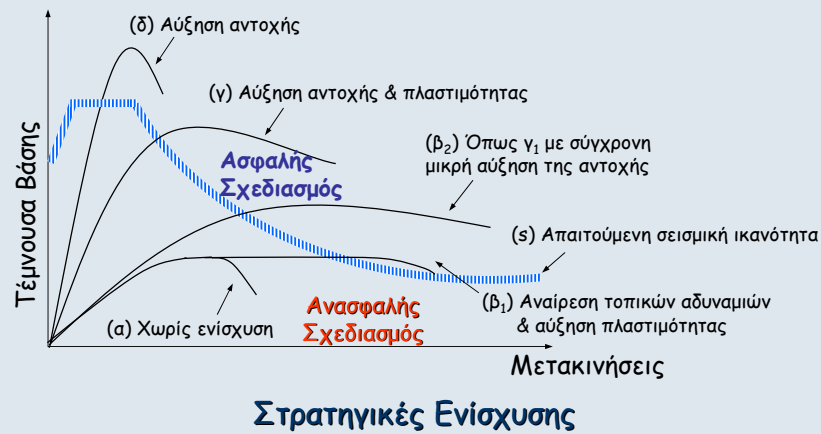 (δ) Αύξηση αντοχής
(γ) Αύξηση αντοχής & πλαστιμότητας
(β2) Όπως γ1 με σύγχρονη
μικρή αύξηση της αντοχής
Ασφαλής
Σχεδιασμός
(s) Απαιτούμενη σεισμική ικανότητα
Τέμνουσα Βάσης
(β1) Αναίρεση τοπικών αδυναμιών
& αύξηση πλαστιμότητας
(α) Χωρίς ενίσχυση
Ανασφαλής
Σχεδιασμός
Μετακινήσεις
Στρατηγικές Ενίσχυσης